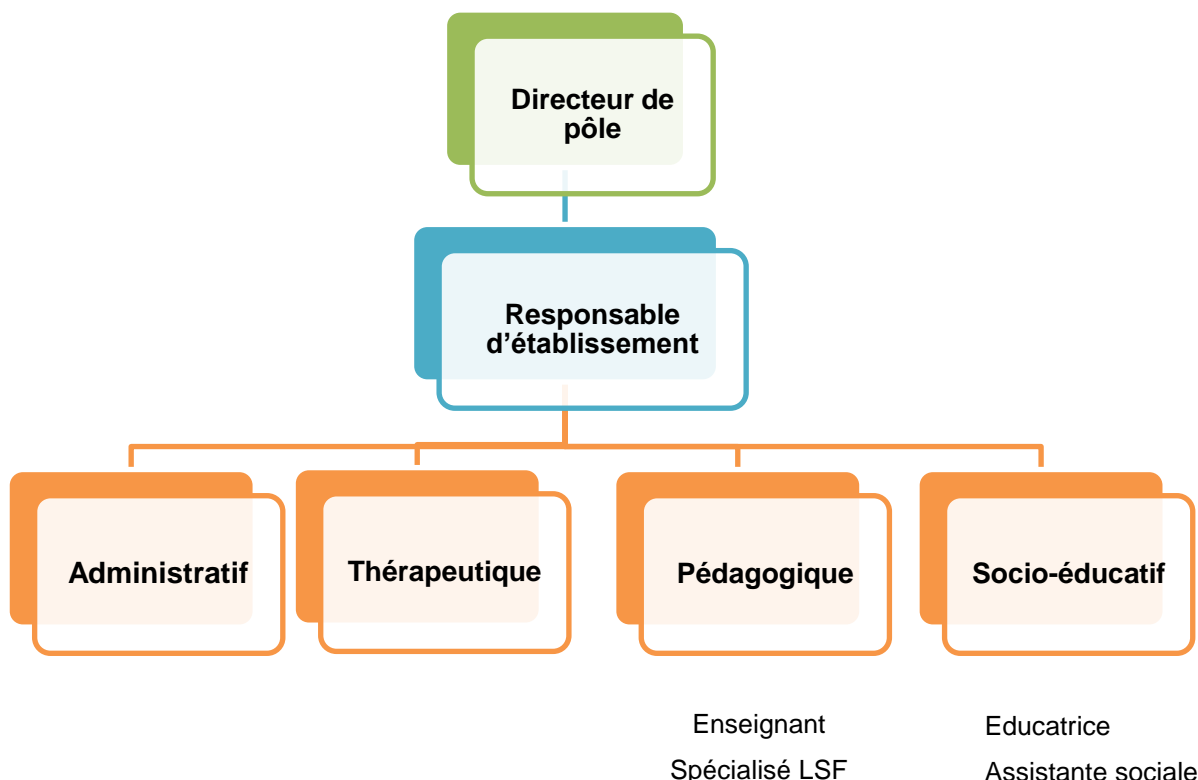 Directeur de
pôle
Responsable
d’établissement
Administratif
Thérapeutique
Pédagogique
Socio-éducatif
Enseignant
Spécialisé LSF
Educatrice
Assistante sociale